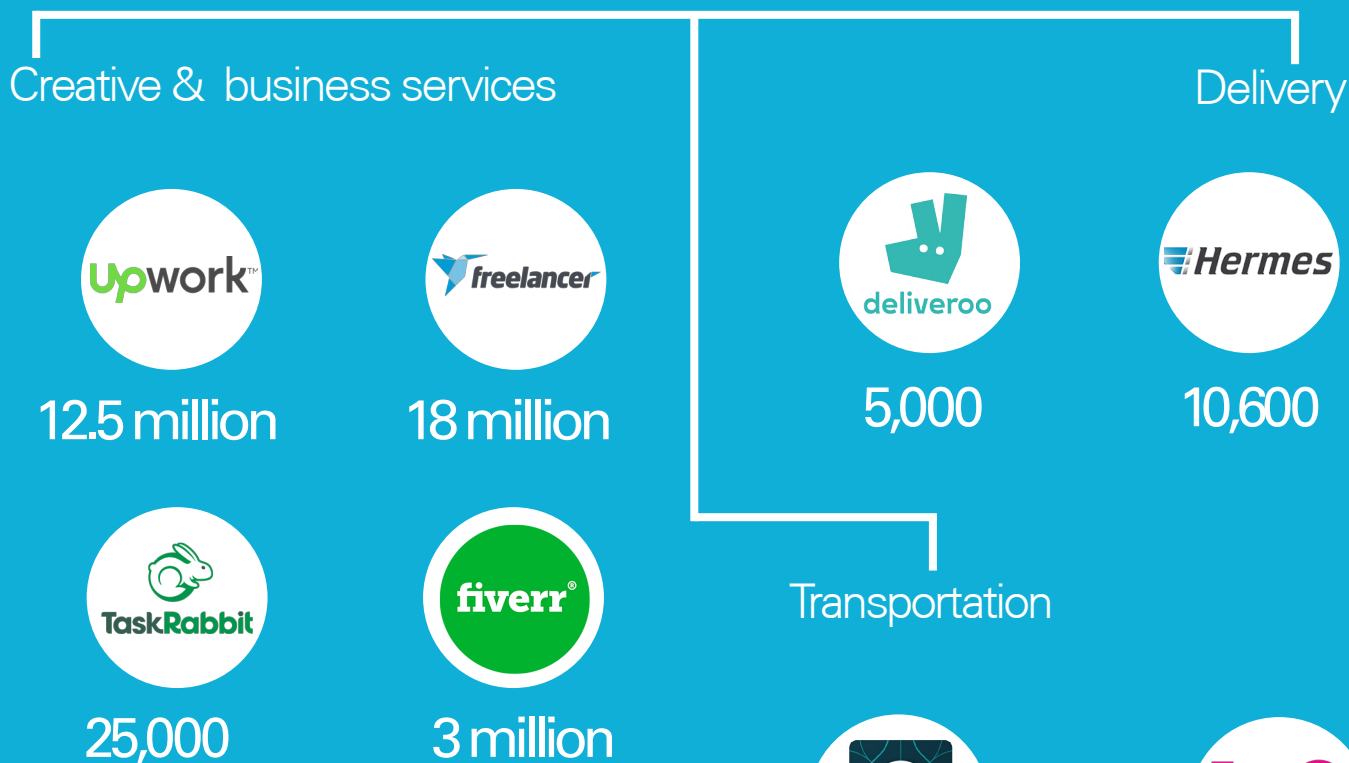 Creative & business services
Delivery
Upwork™
freelancer
deliveroo
Hermes
12.5 million
18 million
5,000
10,600
TaskRabbit
fiverr®
Transportation
25,000
3 million